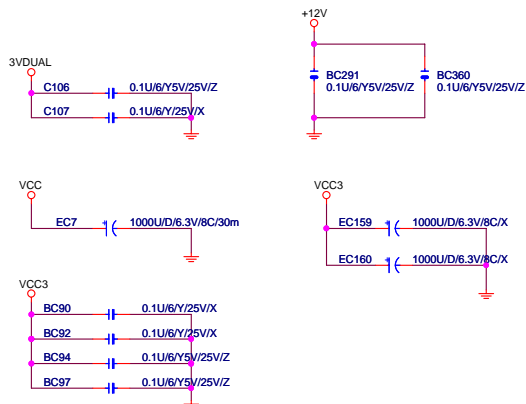 +12V
3VDUAL
BC291
0.1U/6/Y5V/25V/Z
BC360
0.1U/6/Y5V/25V/Z
C106 0.1U/6/Y5V/25V/Z
C107 0.1U/6/Y/25V/X
VCC
EC7 1000U/D/6.3V/8C/30m
VCC3
EC159 1000U/D/6.3V/8C/X
EC160 1000U/D/6.3V/8C/X
VCC3
BC90 0.1U/6/Y/25V/X
BC92 0.1U/6/Y/25V/X
BC94 0.1U/6/Y5V/25V/Z
BC97 0.1U/6/Y5V/25V/Z